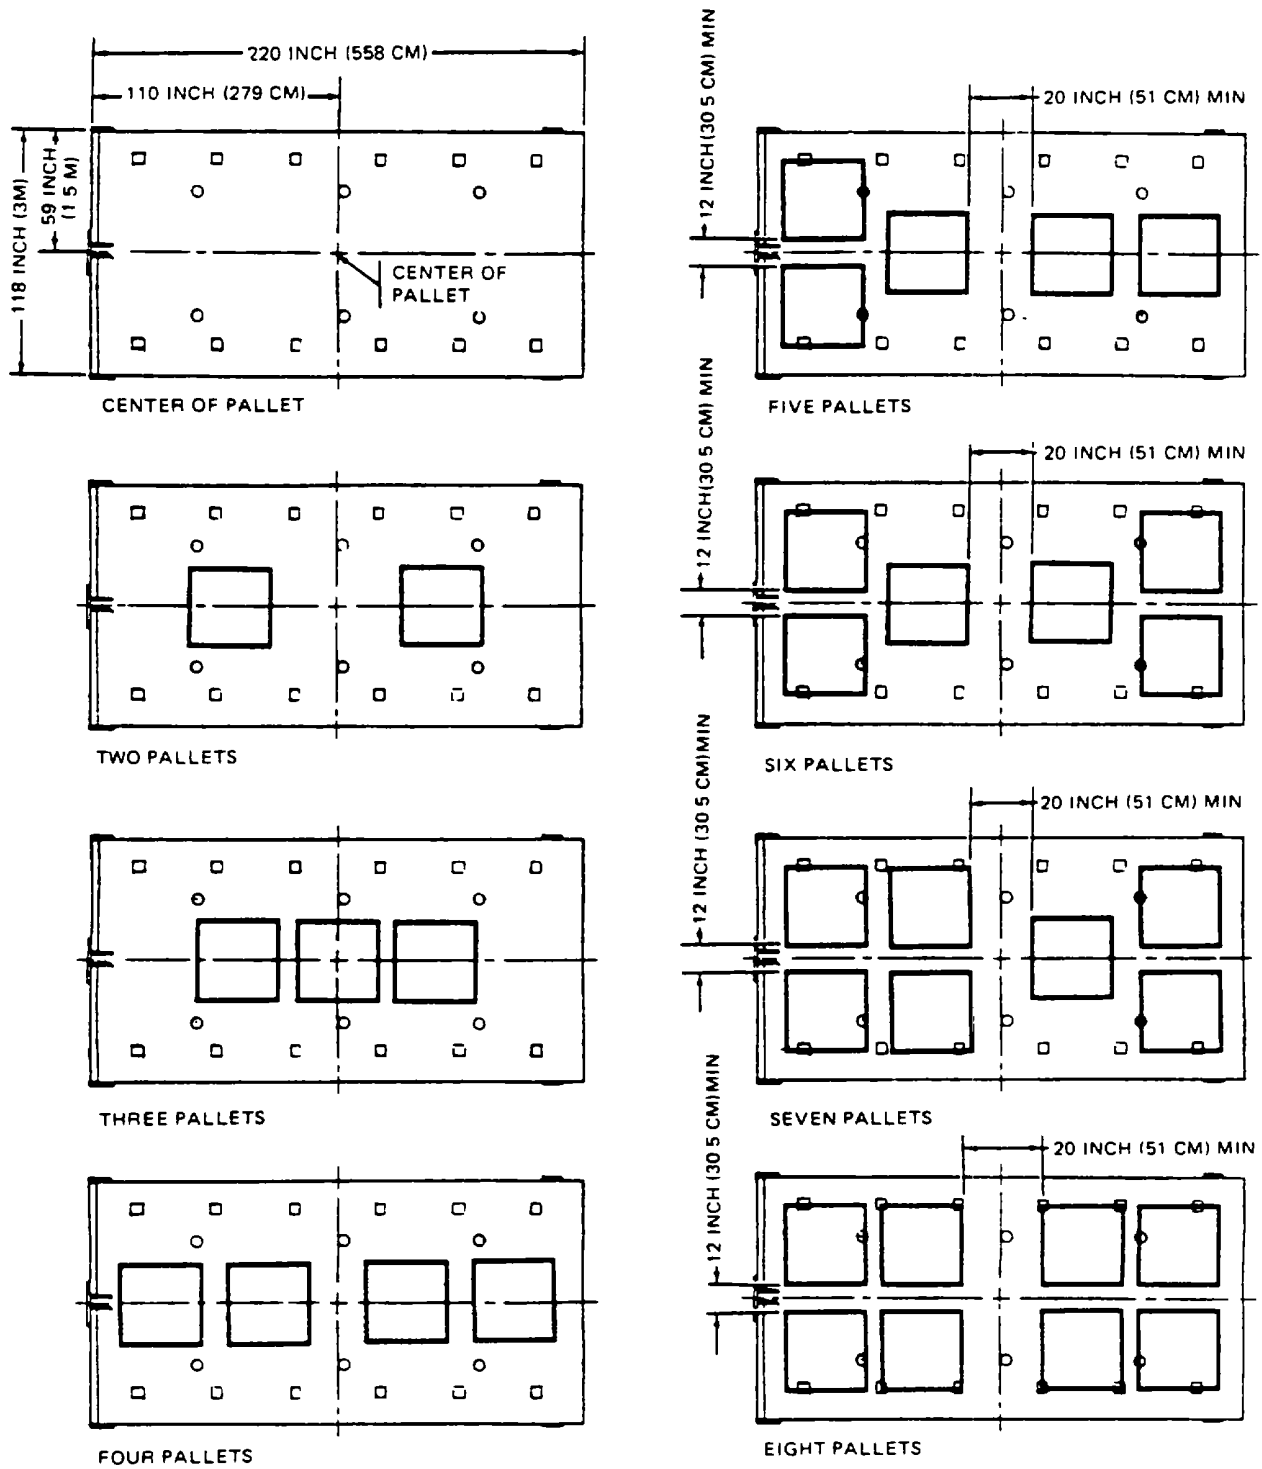 220 INCH (558 CM)
110 INCH (279 CM)
118 INCH (3M)
59 INCH
(1 5 M)
CENTER OF
PALLET
CENTER OF PALLET
TWO PALLETS
THREE PALLETS
FOUR PALLETS
12 INCH(30 5 CM) MIN
20 INCH (51 CM) MIN
FIVE PALLETS
12 INCH(30 5 CM) MIN
20 INCH (51 CM) MIN
SIX PALLETS
12 INCH (30 5 CM)MIN
20 INCH (51 CM) MIN
SEVEN PALLETS
12 INCH (30 5 CM)MIN
20 INCH (51 CM) MIN
EIGHT PALLETS